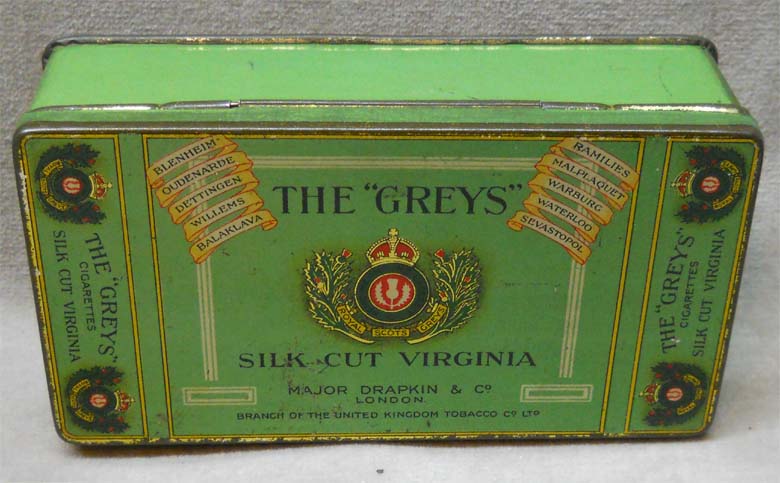 BLENHEIM
OUDENARDE
DETTINGEN
WILLEMS
BALAKLAVA
RAMILIES
MALPLAQUET
WARBURG
WATERLOO
SEVASTOPOL
THE "GREYS"
ROYAL SCOTS GREYS
SILK CUT VIRGINIA
MAJOR DRAPKIN & Cº
LONDON.
BRANCH OF THE UNITED KINGDOM TOBACCO Cº LTD
THE "GREYS"
CIGARETTES
SILK CUT VIRGINIA
THE "GREYS"
CIGARETTES
SILK CUT VIRGINIA